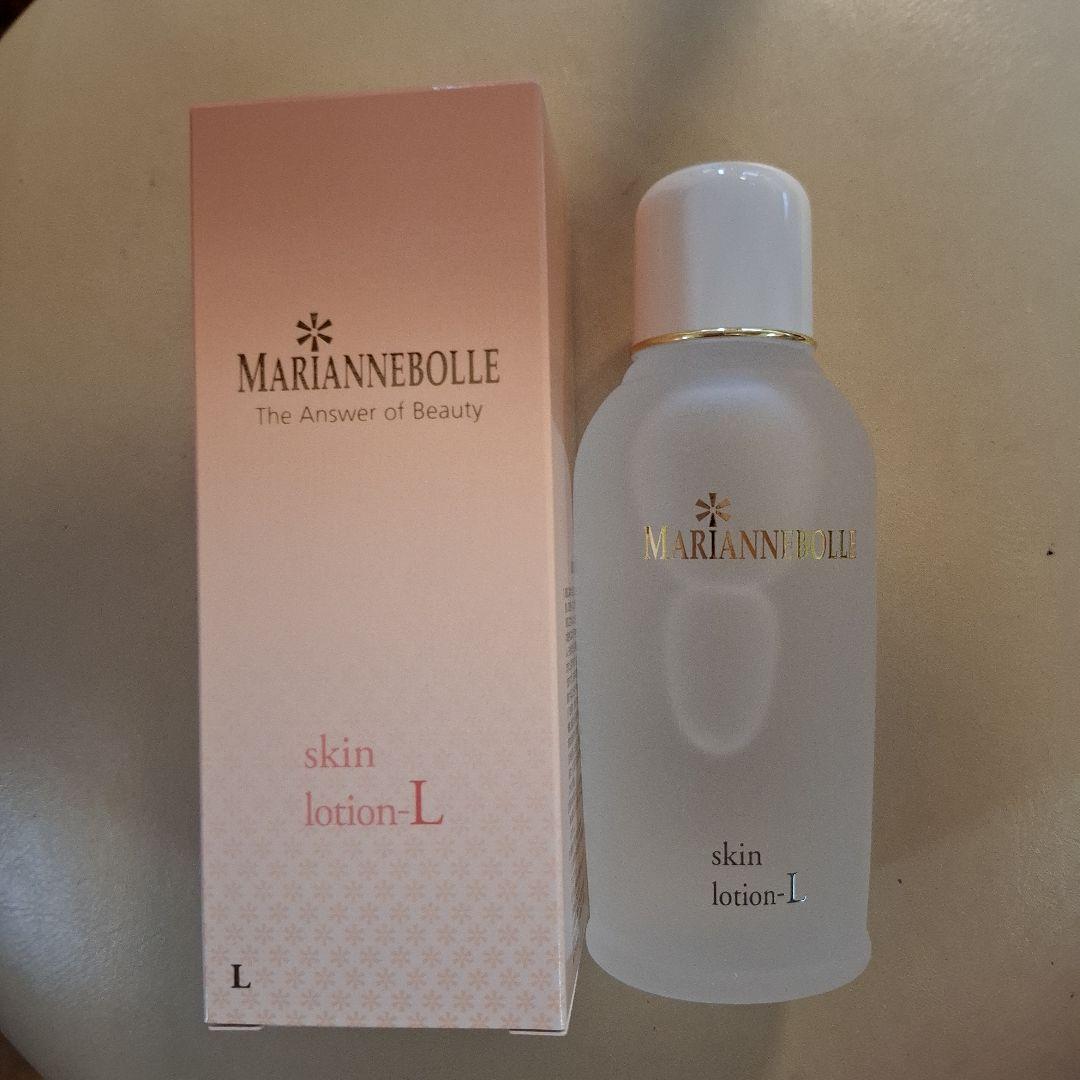 MARIANNEBOLLE
The Answer of Beauty
skin
lotion-L
L
MARIANNEBOLLE
skin
lotion-L